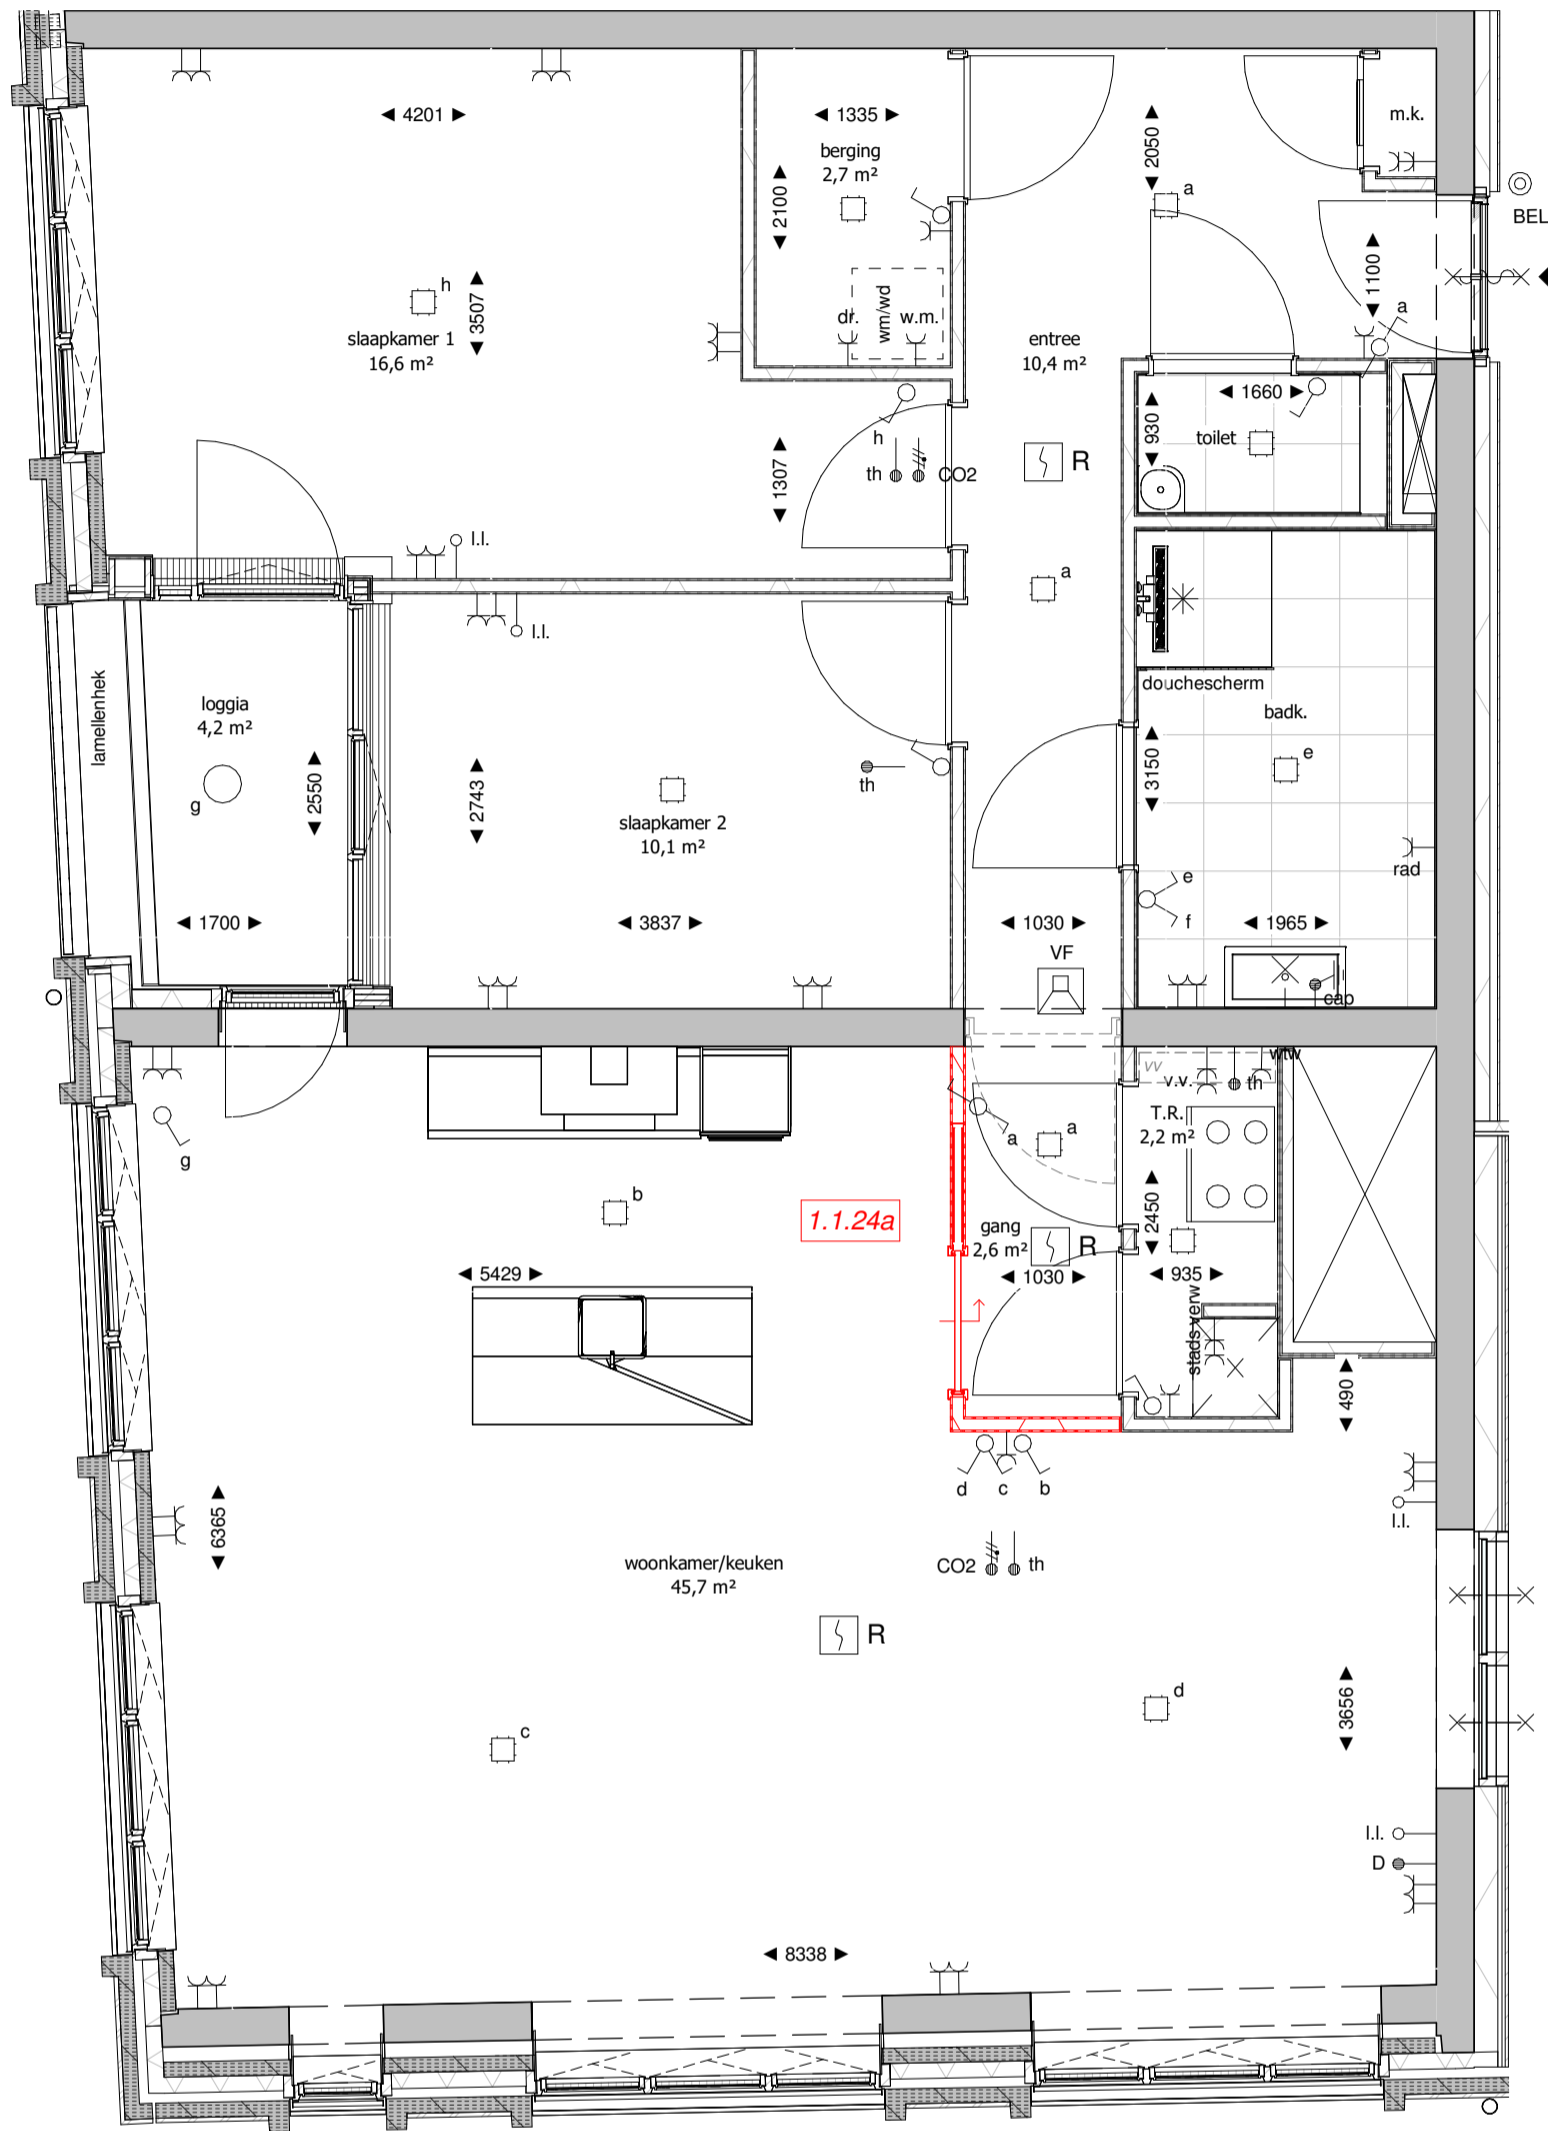 4201
1335
berging
2,7 m²
2050
m.k.
a
2100
BEL
1100
h
3507
a
slaapkamer 1
16,6 m²
dr.
wm/wd
w.m.
entree
10,4 m²
1660
930
toilet
h
1307
th
CO2
R
l.l.
a
l.l.
lamellenhek
douchescherm
loggia
4,2 m²
badk.
e
g
2550
2743
th
3150
slaapkamer 2
10,1 m²
rad
e
f
1700
3837
1030
1965
VF
cap
vv
wtw
v.v.
th
T.R.
2,2 m²
a
a
g
b
1.1.24a
gang
2,6 m²
R
2450
5429
1030
935
stads verw
490
d
c
b
l.l.
6365
woonkamer/keuken
45,7 m²
CO2
th
R
d
3656
c
l.l.
D
8338